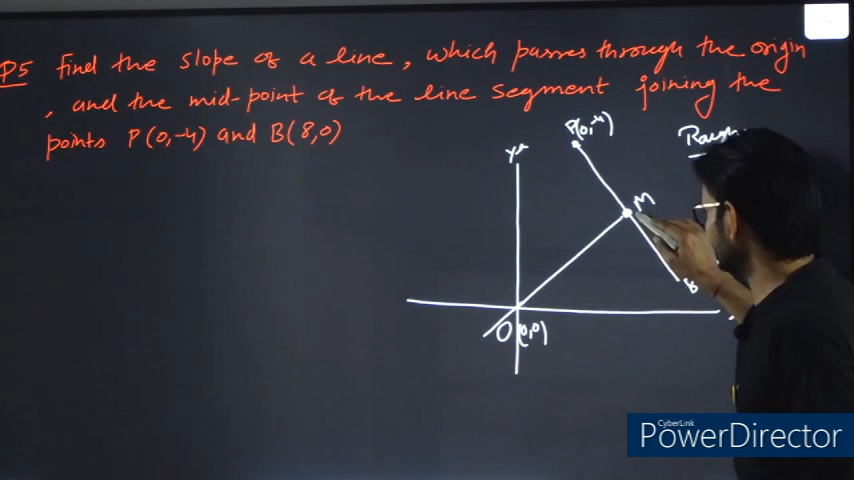 P5 Find the slope of a line, which passes through the origin
, and the mid-point of the line segment joining the
points P(0,-4) and B(8,0)
P(0,-4)
Y
M
B
O (0,0)
CyberLink
PowerDirector